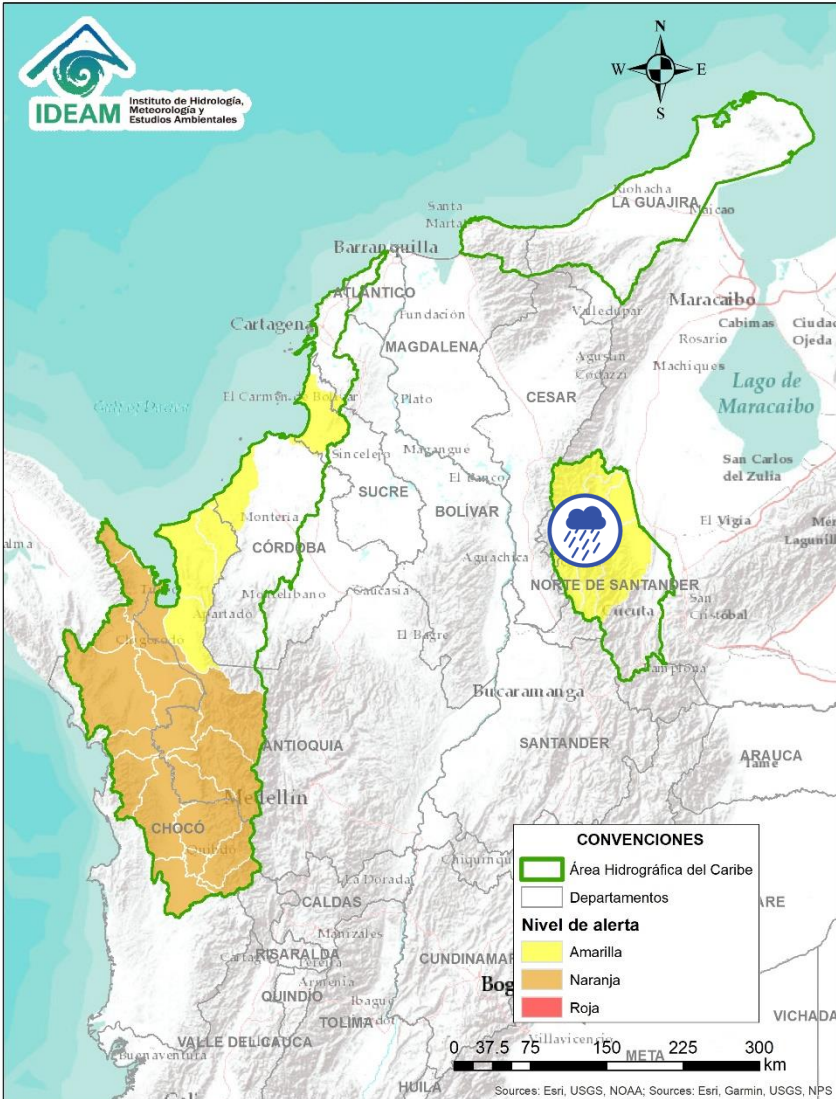 N
W E
S
IDEAM
Instituto de Hidrología,
Meteorología y
Estudios Ambientales
Riohacha
LA GUAJIRA
Maicao
Santa
Marta
Barranquilla
ATLÁNTICO
Fundación
Maracaibo
Valledupar
Cabimas
Ciudad
Ojeda
Cartagena
Rosario
MAGDALENA
Agustín
Codazzi
Machiques
CESAR
Lago de
Maracaibo
El Carmen de Bolívar
Plato
Sincelejo
Magangue
San Carlos
del Zulia
El Banco
SUCRE
BOLÍVAR
Montería
El Vigía
CÓRDOBA
Aguachica
NORTE DE SANTANDER
Montelíbano
Caucasia
San
Cristóbal
Apartado
Cúcuta
El Bagre
Chigorodo
Pamplona
Bucaramanga
ANTIOQUIA
SANTANDER
ARAUCA
Tame
Medellín
CHOCÓ
Quibdó
La Dorada
CALDAS
Manizales
RISARALDA
Pereira
Armenia
QUINDÍO
Ibague
TOLIMA
VALLE DEL CAUCA
Buenaventura
HUILA
CUNDINAMAR
Bog
Villavicencio
META
VICHADA
CONVENCIONES
Área Hidrográfica del Caribe
Departamentos
Nivel de alerta
Amarilla
Naranja
Roja
0 37.5 75 150 225 300
km
Sources: Esri, USGS, NOAA; Sources: Esri, Garmin, USGS, NPS